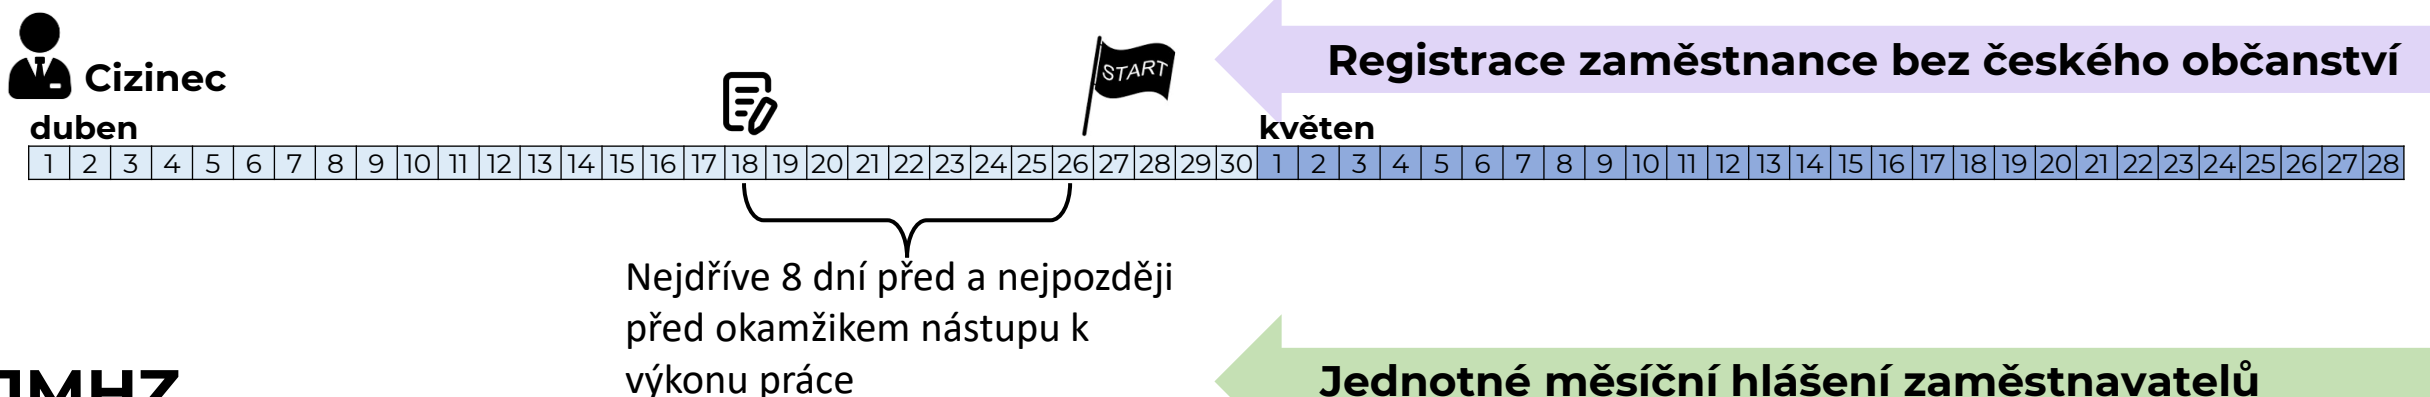 START
Registrace zaměstnance bez českého občanství
Cizinec
duben
květen
1 2 3 4 5 6 7 8 9 10 11 12 13 14 15 16 17 18 19 20 21 22 23 24 25 26 27 28 29 30 1 2 3 4 5 6 7 8 9 10 11 12 13 14 15 16 17 18 19 20 21 22 23 24 25 26 27 28
Nejdříve 8 dní před a nejpozději
před okamžikem nástupu k
výkonu práce
JMHZ
Jednotné měsíční hlášení zaměstnavatelů